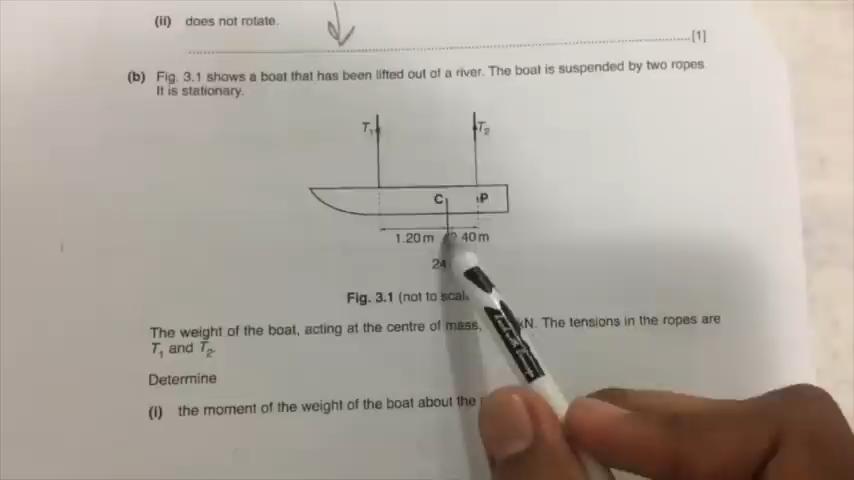 (ii) does not rotate.
[1]
(b) Fig. 3.1 shows a boat that has been lifted out of a river. The boat is suspended by two ropes.
It is stationary.
T1 T2
C P
1.20 m 40 m
24
Fig. 3.1 (not to scal
The weight of the boat, acting at the centre of mass, kN. The tensions in the ropes are
T1 and T2.
Determine
(i) the moment of the weight of the boat about the